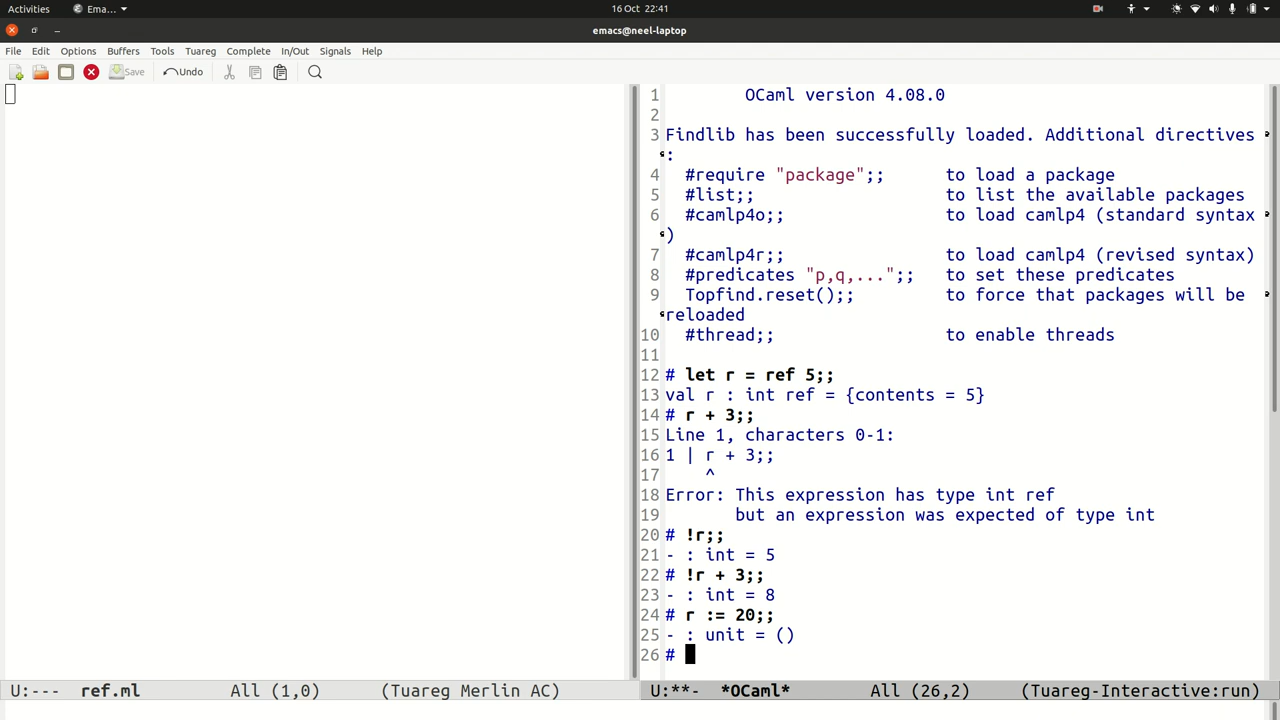 Activities
Ema...
16 Oct 22:41
emacs@neel-laptop
File Edit Options Buffers Tools Tuareg Complete In/Out Signals Help
Save
Undo
1 OCaml version 4.08.0
2
3 Findlib has been successfully loaded. Additional directives
:
4 #require "package";; to load a package
5 #list;; to list the available packages
6 #camlp4o;; to load camlp4 (standard syntax
)
7 #camlp4r;; to load camlp4 (revised syntax)
8 #predicates "p,q,...";; to set these predicates
9 Topfind.reset();; to force that packages will be
reloaded
10 #thread;; to enable threads
11
12 # let r = ref 5;;
13 val r : int ref = {contents = 5}
14 # r + 3;;
15 Line 1, characters 0-1:
16 1 | r + 3;;
17 ^
18 Error: This expression has type int ref
19 but an expression was expected of type int
20 # !r;;
21 - : int = 5
22 # !r + 3;;
23 - : int = 8
24 # r := 20;;
25 - : unit = ()
26 #
U:--- ref.ml All (1,0) (Tuareg Merlin AC)
U:**- *OCaml* All (26,2) (Tuareg-Interactive:run)